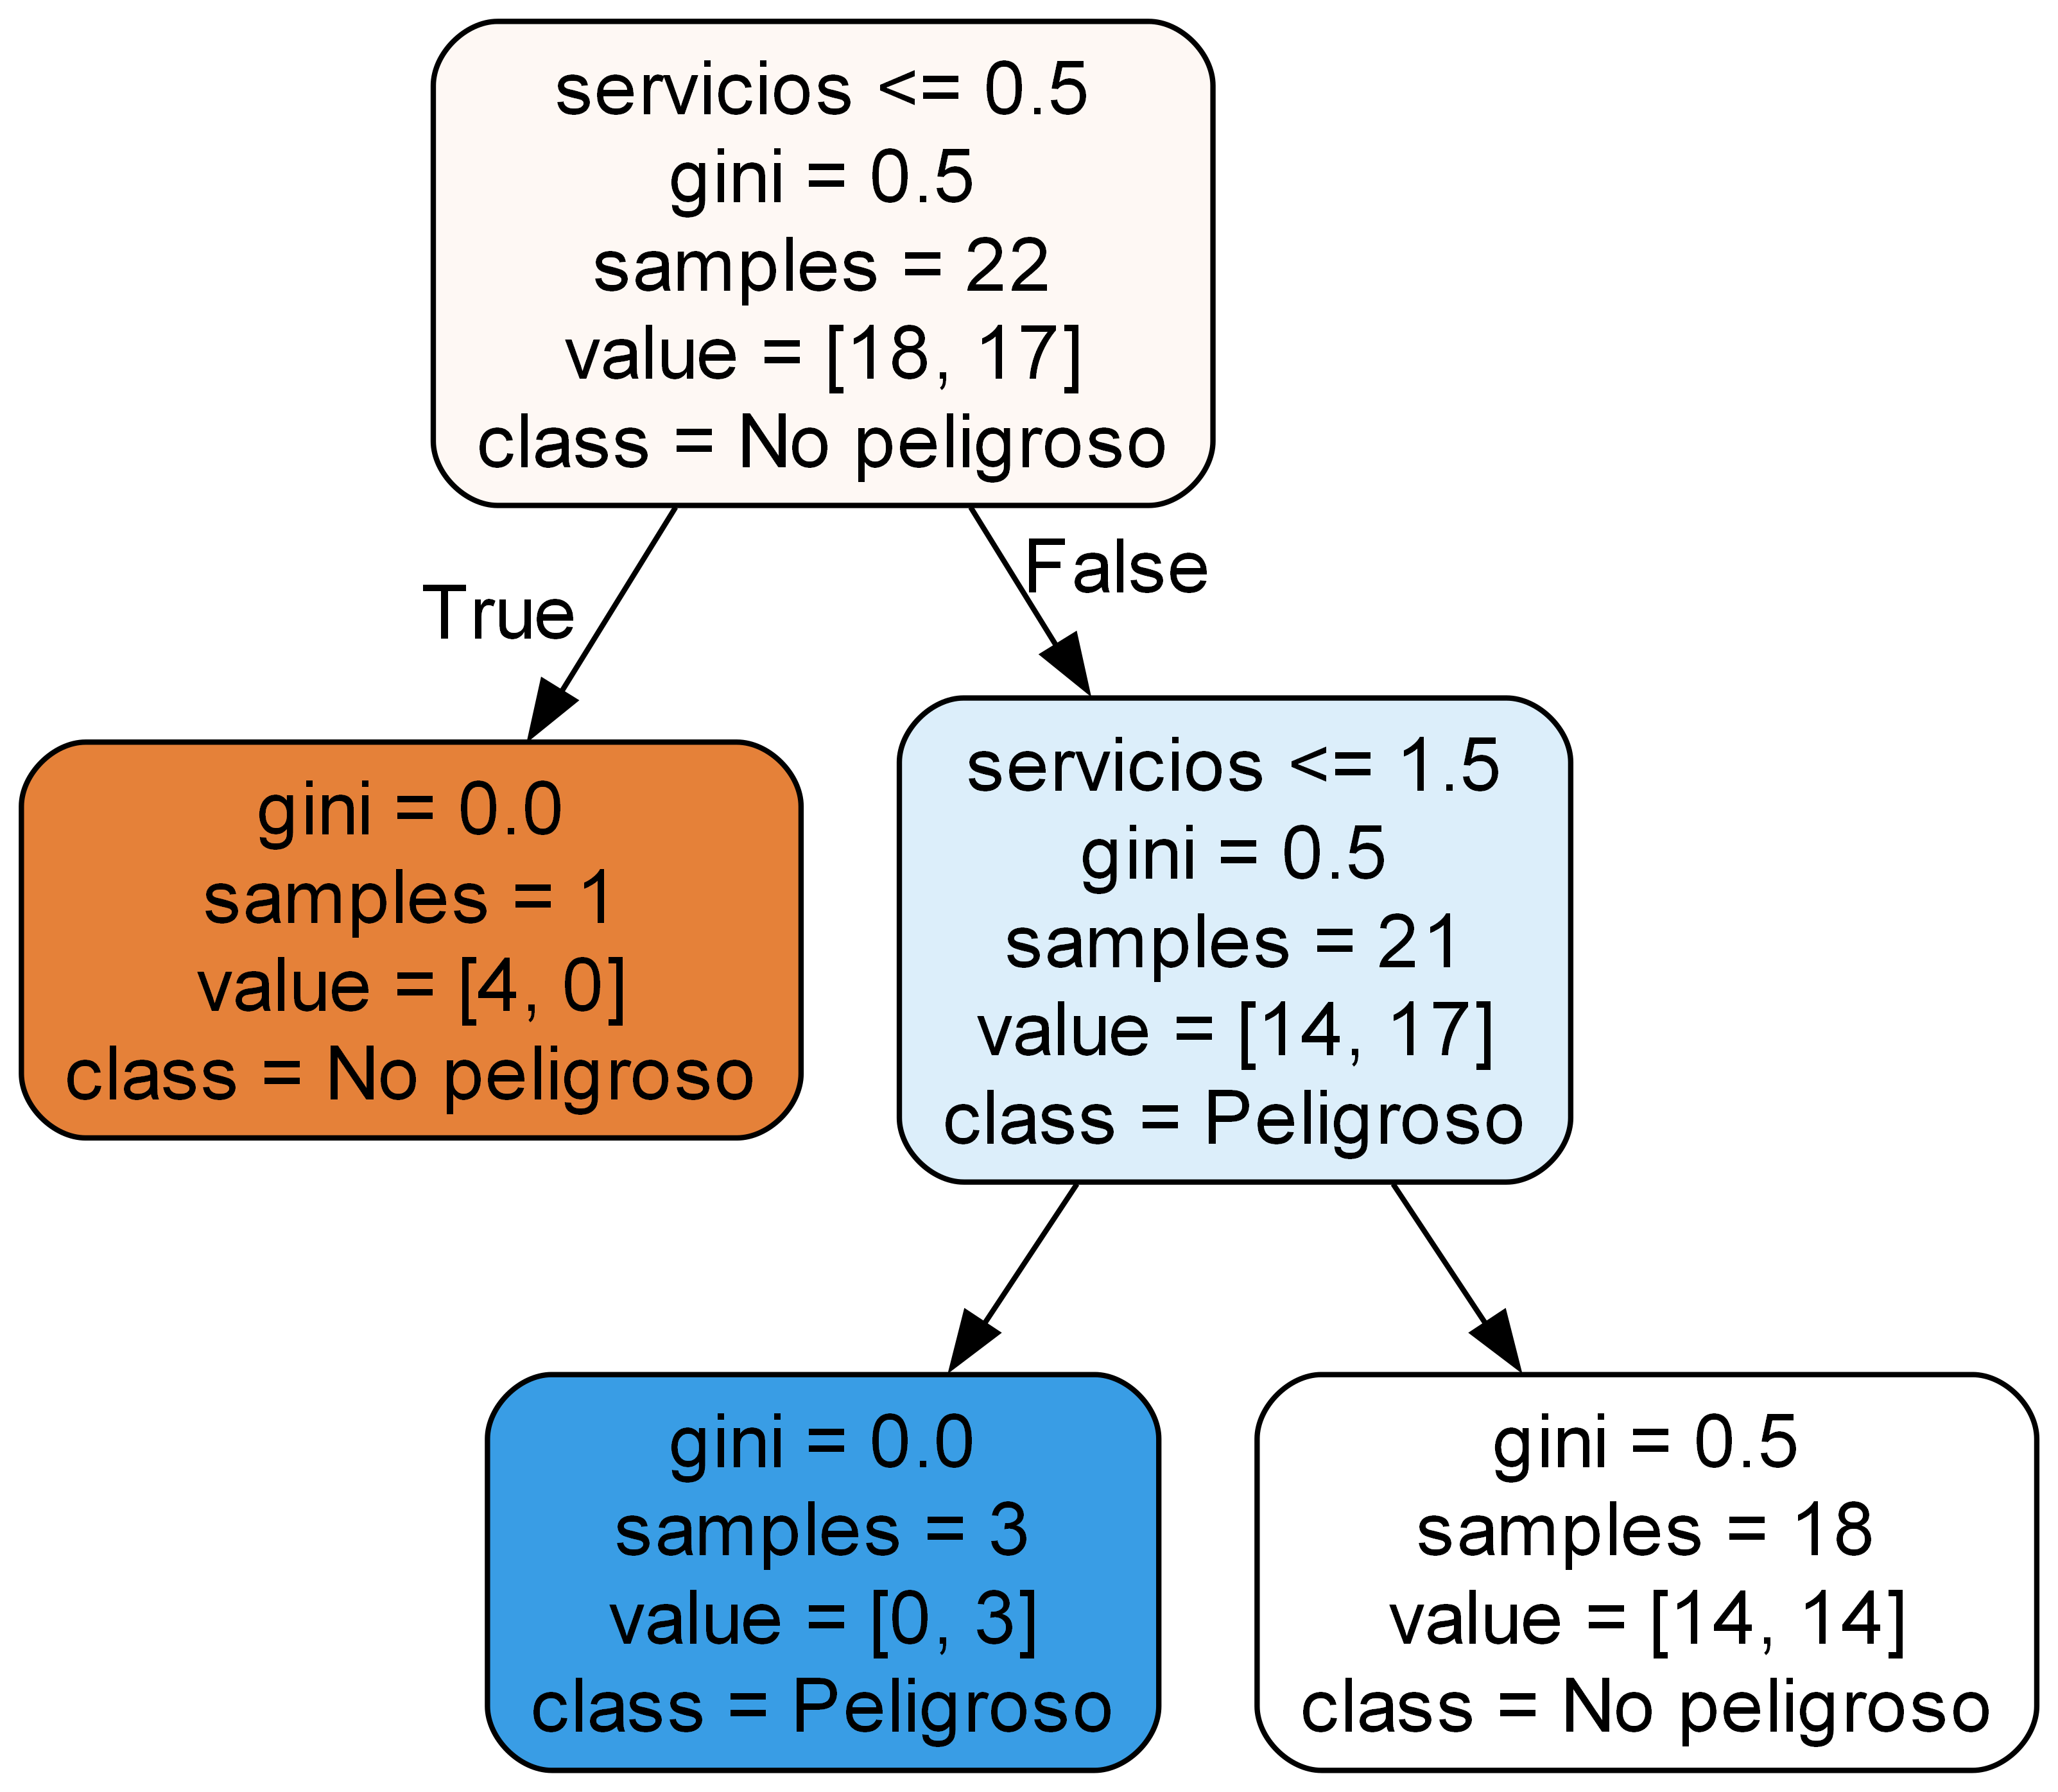 servicios <= 0.5
gini = 0.5
samples = 22
value = [18, 17]
class = No peligroso
True
False
gini = 0.0
samples = 1
value = [4, 0]
class = No peligroso
servicios <= 1.5
gini = 0.5
samples = 21
value = [14, 17]
class = Peligroso
gini = 0.0
samples = 3
value = [0, 3]
class = Peligroso
gini = 0.5
samples = 18
value = [14, 14]
class = No peligroso